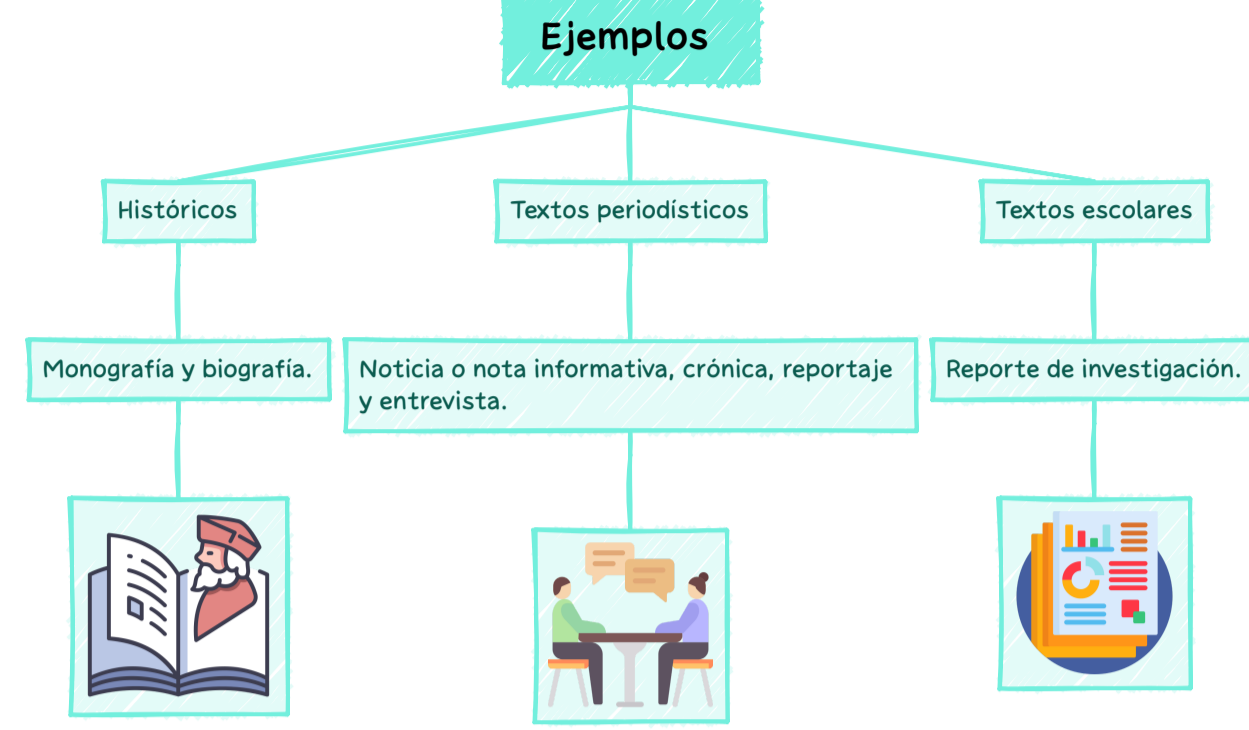 Ejemplos
Históricos
Textos periodísticos
Textos escolares
Monografía y biografía.
Noticia o nota informativa, crónica, reportaje
y entrevista.
Reporte de investigación.